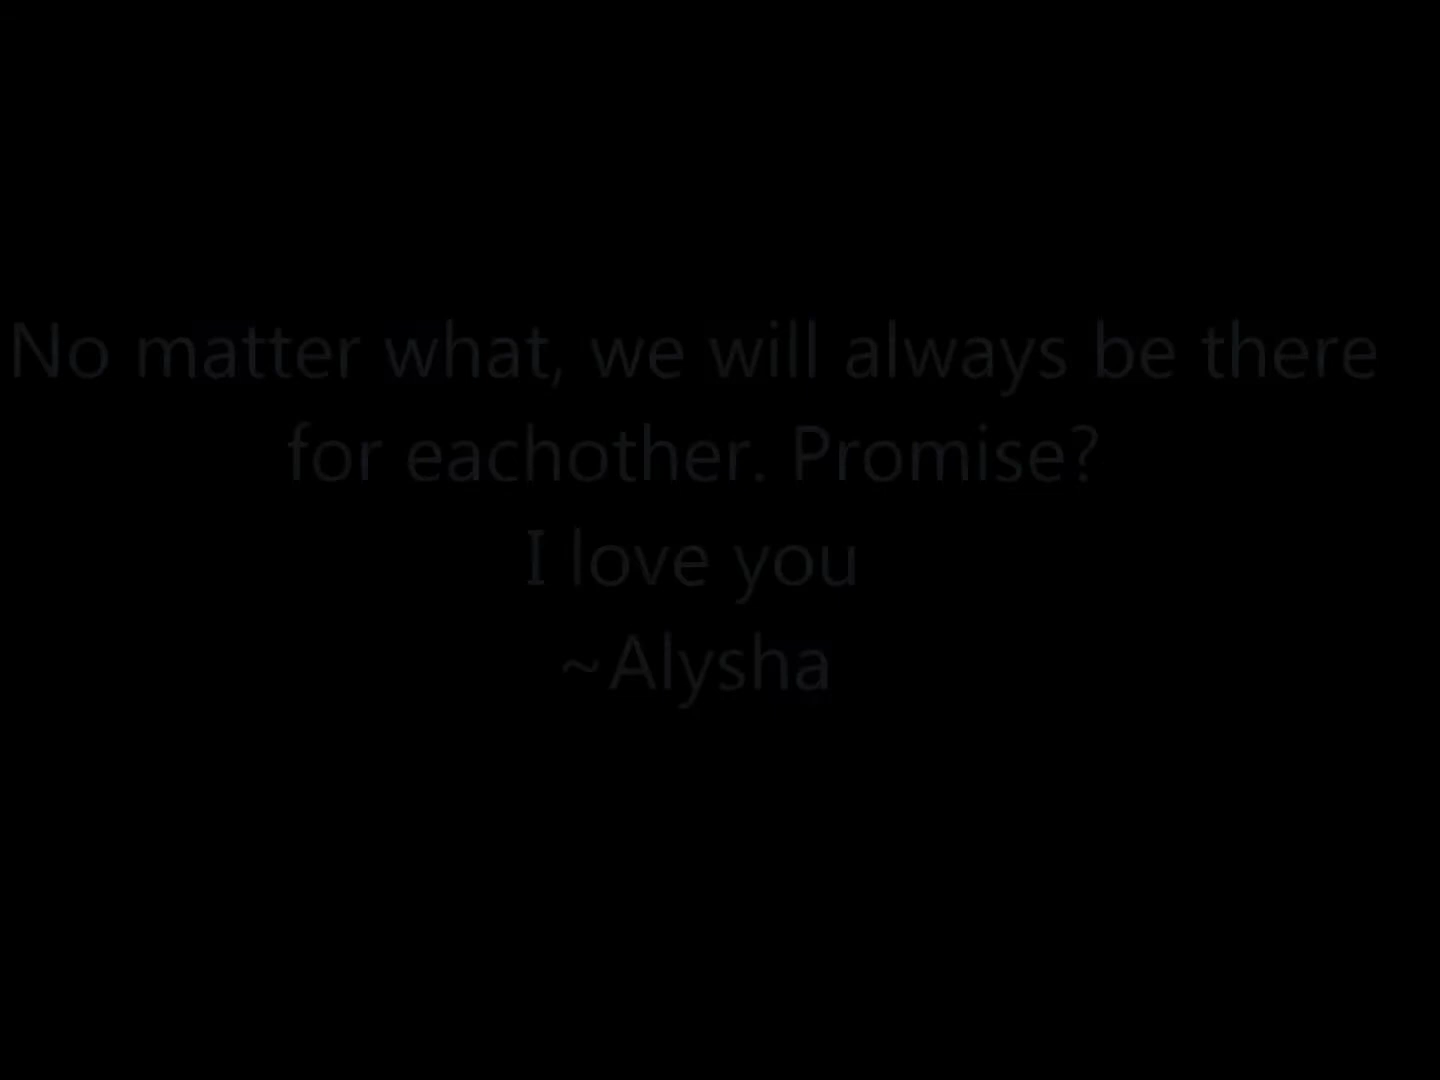 No matter what, we will always be there
for eachother. Promise?
I love you
~Alysha